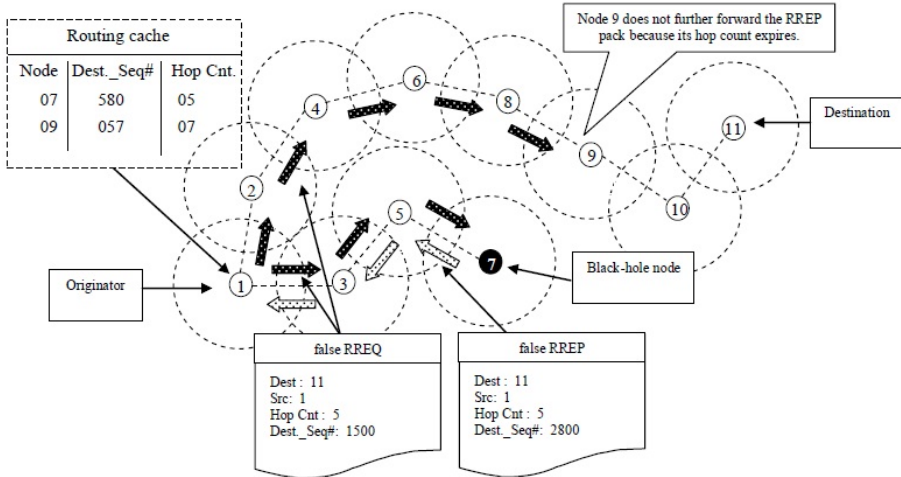 Routing cache
Node Dest._Seq# Hop Cnt.
07 580 05
09 057 07
Node 9 does not further forward the RREP
pack because its hop count expires.
6
4
8
11
Destination
9
2
10
5
7
Black-hole node
Originator
1
3
false RREQ
Dest : 11
Src: 1
Hop Cnt : 5
Dest._Seq#: 1500
false RREP
Dest : 11
Src: 1
Hop Cnt : 5
Dest._Seq#: 2800